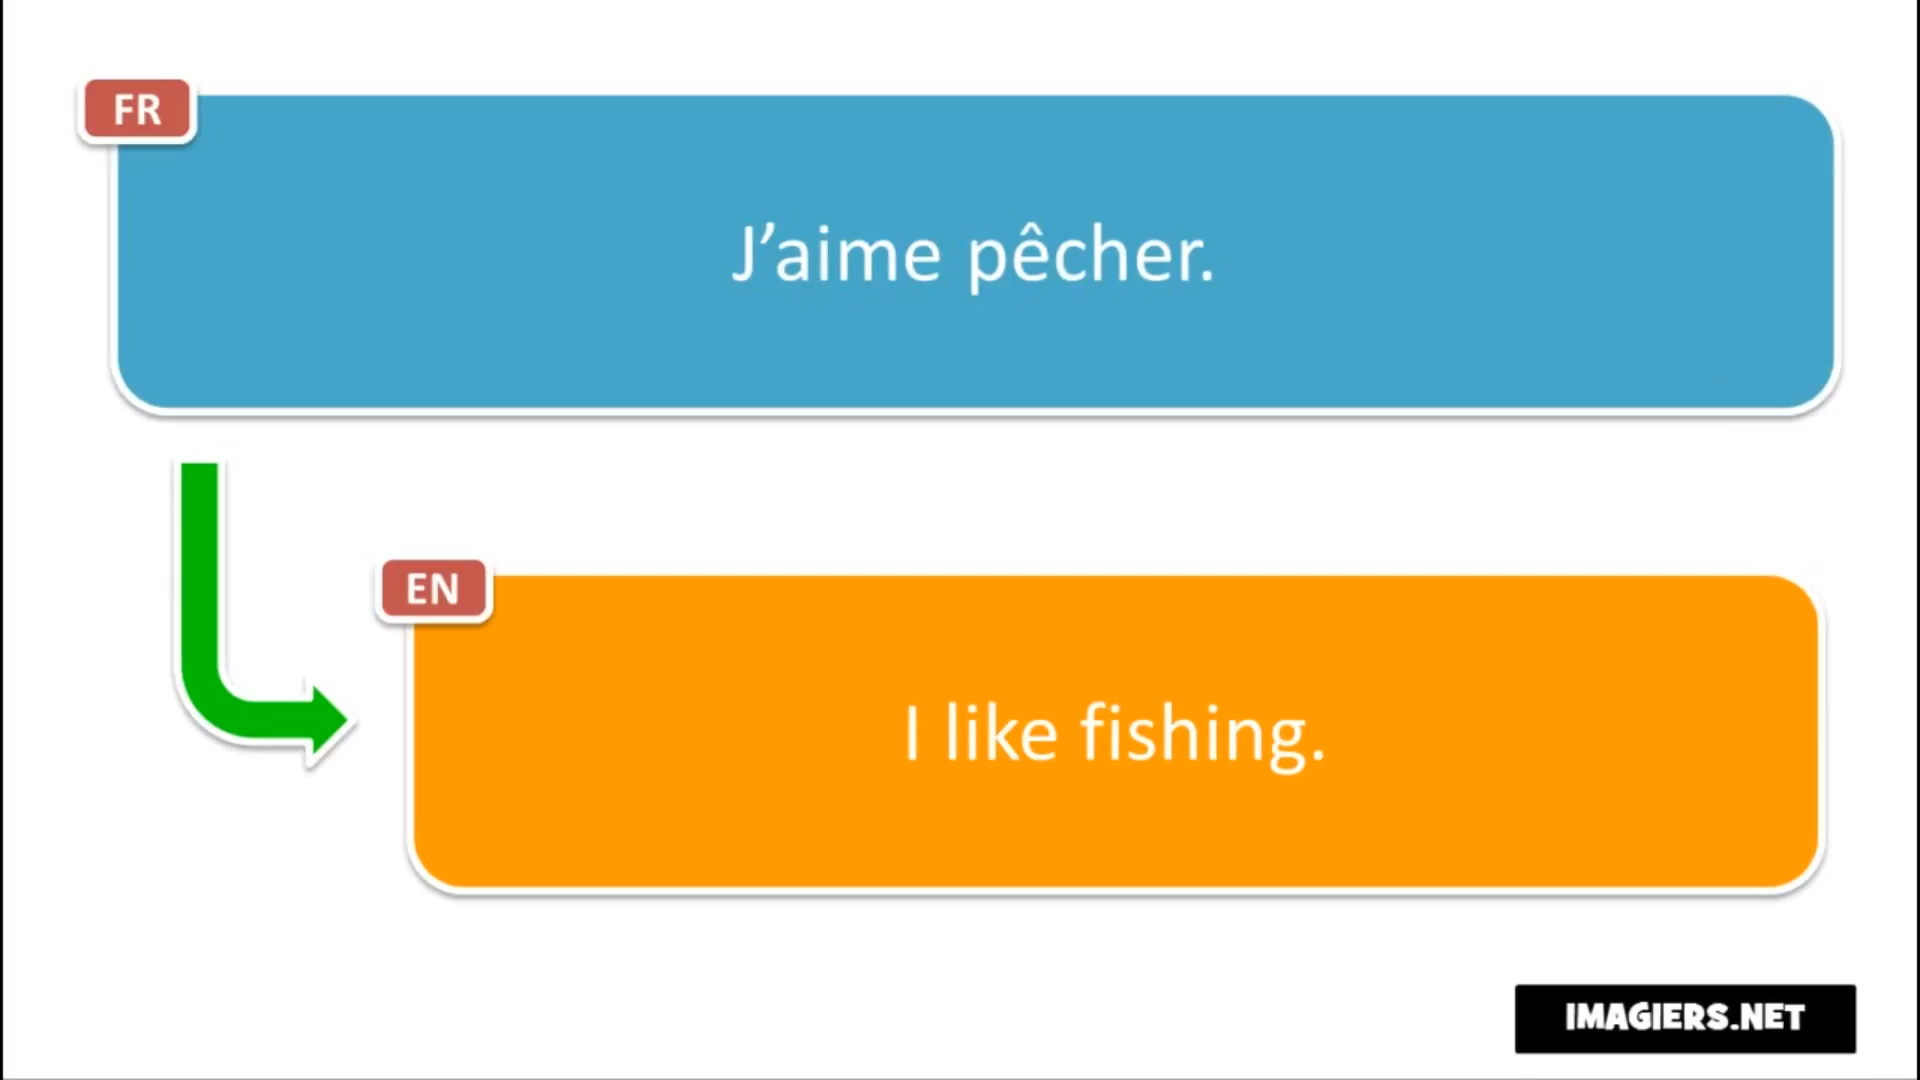 FR
J’aime pêcher.
EN
I like fishing.
IMAGIERS.NET